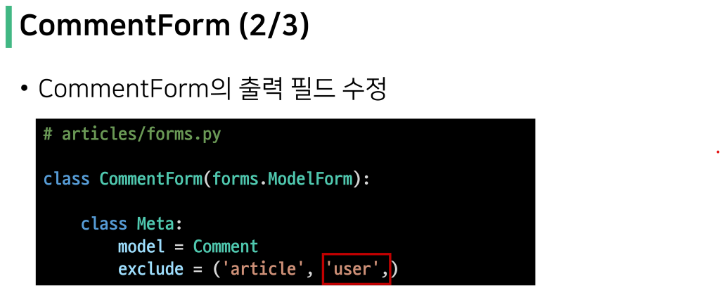 CommentForm (2/3)
• CommentForm의 출력 필드 수정
# articles/forms.py
class CommentForm(forms.ModelForm):
class Meta:
model = Comment
exclude = ('article', 'user',)